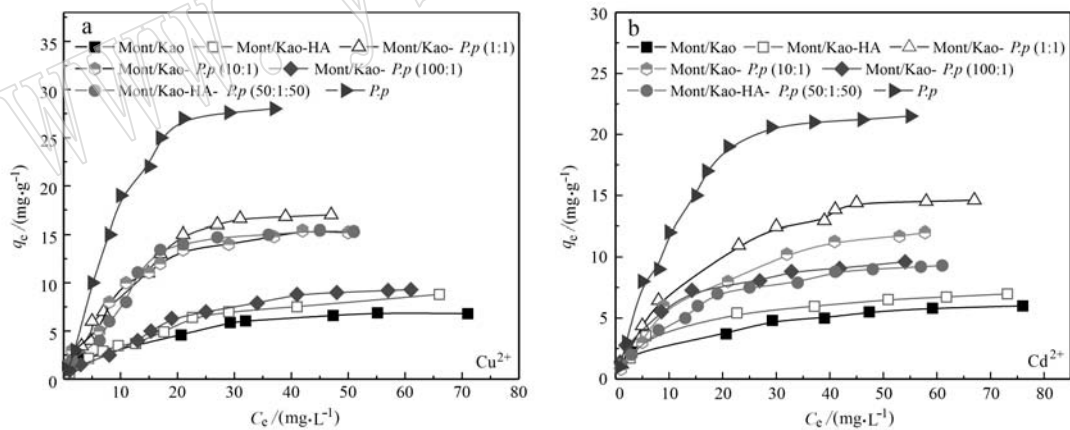 a
Mont/Kao Mont/Kao-HA Mont/Kao- P.p (1:1)
Mont/Kao- P.p (10:1) Mont/Kao- P.p (100:1)
Mont/Kao-HA- P.p (50:1:50) P.p
35
30
25
20
15
10
5
0
qe /(mg·g⁻¹)
Cu²⁺
0 10 20 30 40 50 60 70
Ce /(mg·L⁻¹)
b
30
Mont/Kao Mont/Kao-HA Mont/Kao- P.p (1:1)
Mont/Kao- P.p (10:1) Mont/Kao- P.p (100:1)
Mont/Kao-HA- P.p (50:1:50) P.p
25
20
15
10
5
0
qe /(mg·g⁻¹)
Cd²⁺
0 10 20 30 40 50 60 70 80
Ce /(mg·L⁻¹)
www.